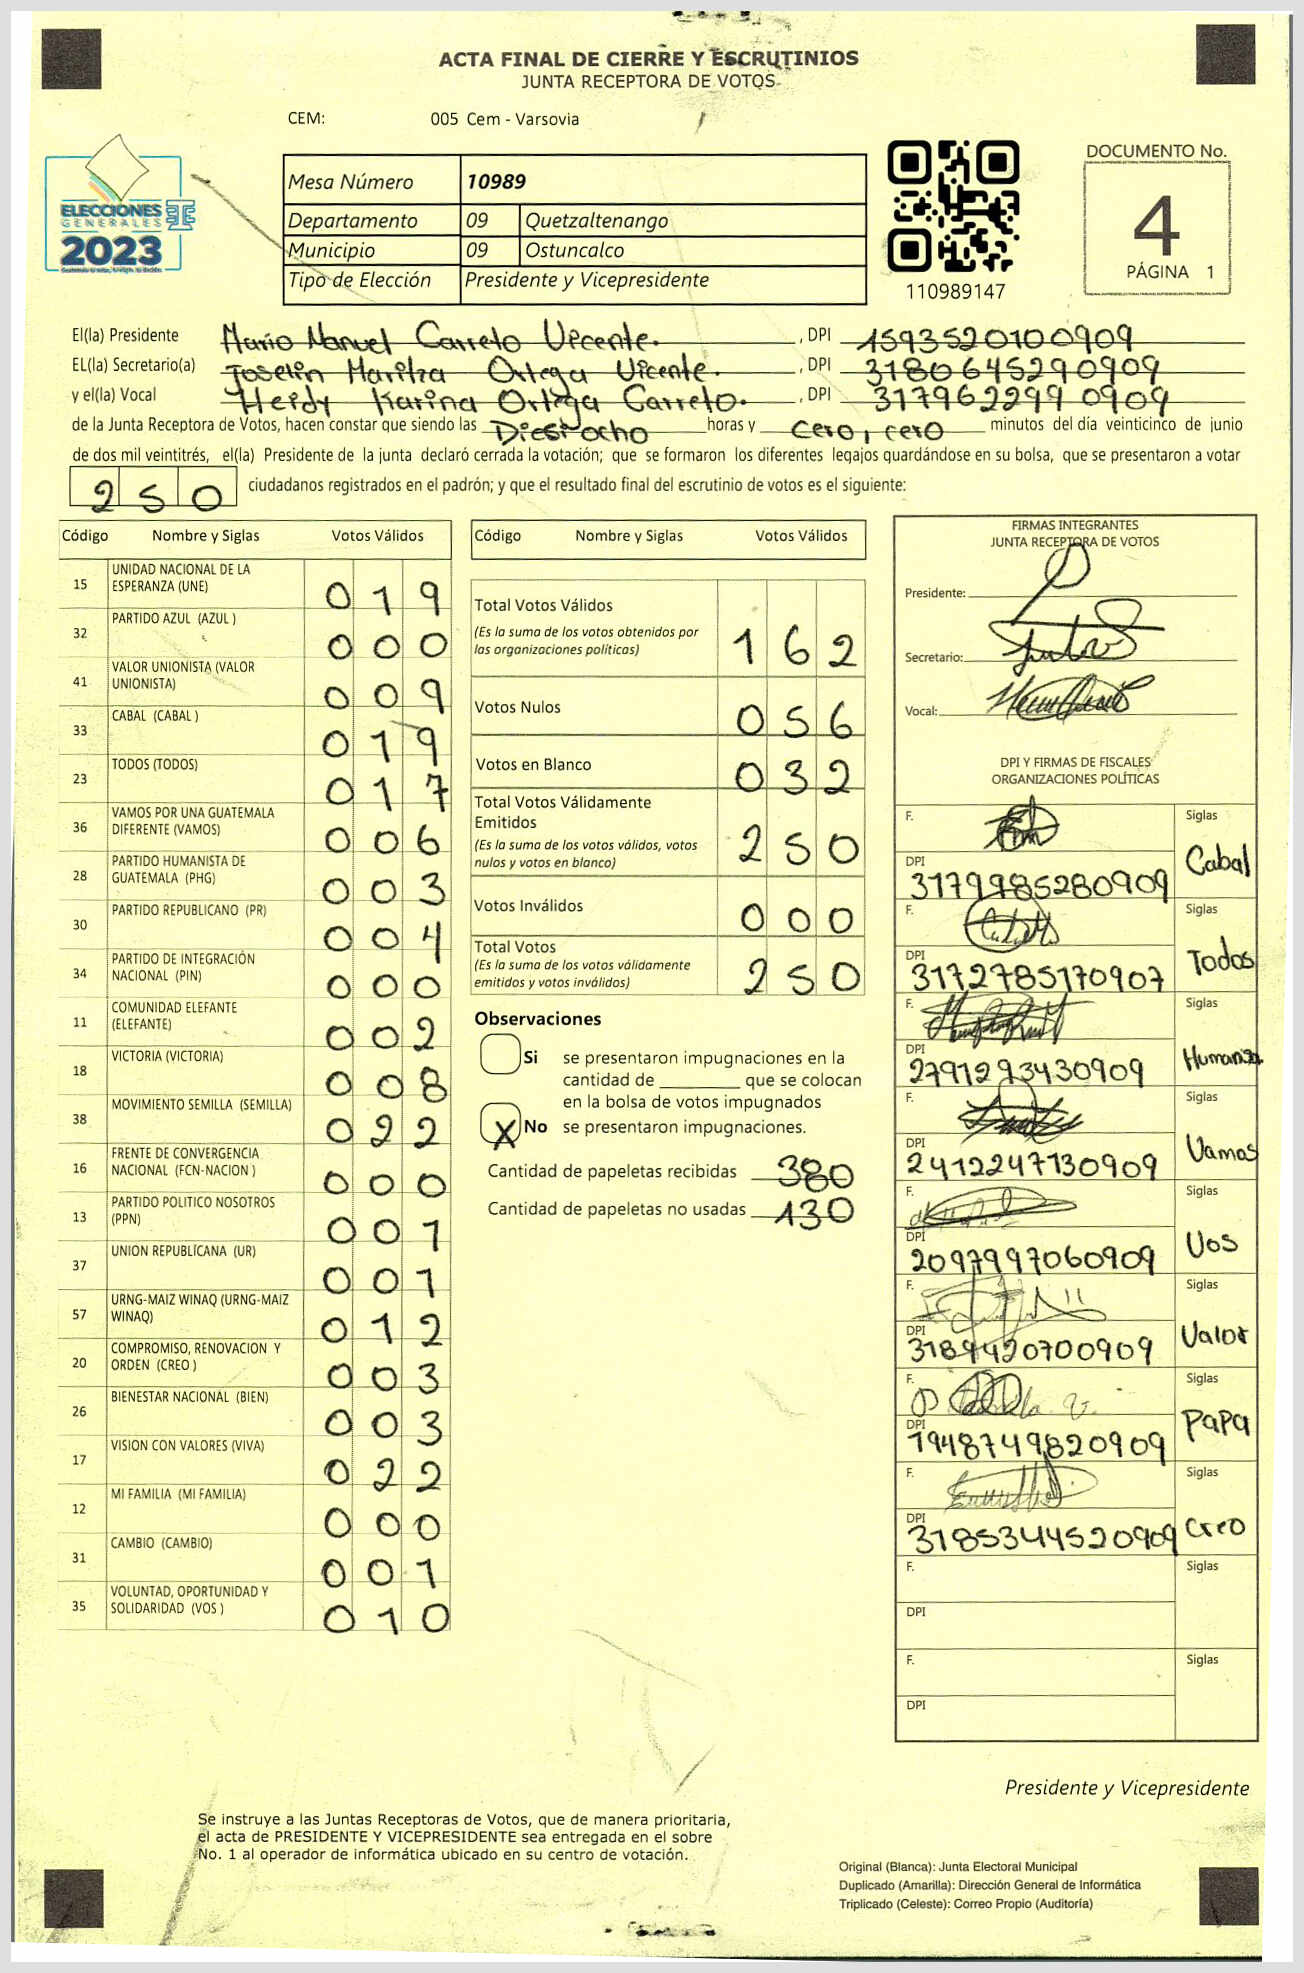 ACTA FINAL DE CIERRE Y ESCRUTINIOS
JUNTA RECEPTORA DE VOTOS
CEM: 005 Cem - Varsovia
ELECCIONES
GENERALES
2023
Mesa Número 10989
Departamento 09 Quetzaltenango
Municipio 09 Ostuncalco
Tipo de Elección Presidente y Vicepresidente
110989147
DOCUMENTO No.
4
PÁGINA 1
El(la) Presidente Mario Manuel Carreto Vicente. , DPI 1593520100909
EL(la) Secretario(a) Joselin Maritza Ortega Vicente. , DPI 3180645290909
y el(la) Vocal Heidy Karina Ortega Carreto. , DPI 3179622990909
de la Junta Receptora de Votos, hacen constar que siendo las Dieciocho horas y cero, cero minutos del día veinticinco de junio
de dos mil veintitrés, el(la) Presidente de la junta declaró cerrada la votación; que se formaron los diferentes legajos guardándose en su bolsa, que se presentaron a votar
250 ciudadanos registrados en el padrón; y que el resultado final del escrutinio de votos es el siguiente:
Código Nombre y Siglas Votos Válidos
15 UNIDAD NACIONAL DE LA ESPERANZA (UNE) 019
32 PARTIDO AZUL (AZUL ) 000
41 VALOR UNIONISTA (VALOR UNIONISTA) 009
33 CABAL (CABAL ) 019
23 TODOS (TODOS) 017
36 VAMOS POR UNA GUATEMALA DIFERENTE (VAMOS) 006
28 PARTIDO HUMANISTA DE GUATEMALA (PHG) 003
30 PARTIDO REPUBLICANO (PR) 004
34 PARTIDO DE INTEGRACIÓN NACIONAL (PIN) 000
11 COMUNIDAD ELEFANTE (ELEFANTE) 002
18 VICTORIA (VICTORIA) 008
38 MOVIMIENTO SEMILLA (SEMILLA) 022
16 FRENTE DE CONVERGENCIA NACIONAL (FCN-NACION ) 000
13 PARTIDO POLITICO NOSOTROS (PPN) 001
37 UNION REPUBLICANA (UR) 001
57 URNG-MAIZ WINAQ (URNG-MAIZ WINAQ) 012
20 COMPROMISO, RENOVACION Y ORDEN (CREO ) 003
26 BIENESTAR NACIONAL (BIEN) 003
17 VISION CON VALORES (VIVA) 022
12 MI FAMILIA (MI FAMILIA) 000
31 CAMBIO (CAMBIO) 001
35 VOLUNTAD, OPORTUNIDAD Y SOLIDARIDAD (VOS ) 010
Código Nombre y Siglas Votos Válidos
Total Votos Válidos 162
(Es la suma de los votos obtenidos por
las organizaciones políticas)
Votos Nulos 056
Votos en Blanco 032
Total Votos Válidamente
Emitidos 250
(Es la suma de los votos válidos, votos
nulos y votos en blanco)
Votos Inválidos 000
Total Votos 250
(Es la suma de los votos válidamente
emitidos y votos inválidos)
Observaciones
Si se presentaron impugnaciones en la
cantidad de ________ que se colocan
en la bolsa de votos impugnados
X No se presentaron impugnaciones.
Cantidad de papeletas recibidas 380
Cantidad de papeletas no usadas 130
FIRMAS INTEGRANTES
JUNTA RECEPTORA DE VOTOS
Presidente:
Secretario:
Vocal:
DPI Y FIRMAS DE FISCALES
ORGANIZACIONES POLÍTICAS
F. Siglas
DPI 3179985280909 Cabal
F. Siglas
DPI 3172785170907 Todos
F. Siglas
DPI 2791293430909 Humanista
F. Siglas
DPI 2412247130909 Vamos
F. Siglas
DPI 2097997060909 Vos
F. Siglas
DPI 3189420700909 Valor
F. Siglas
DPI 1948749820909 Papa
F. Siglas
DPI 3185344520909 Creo
F. Siglas
DPI
F. Siglas
DPI
Presidente y Vicepresidente
Se instruye a las Juntas Receptoras de Votos, que de manera prioritaria,
el acta de PRESIDENTE Y VICEPRESIDENTE sea entregada en el sobre
No. 1 al operador de informática ubicado en su centro de votación.
Original (Blanca): Junta Electoral Municipal
Duplicado (Amarilla): Dirección General de Informática
Triplicado (Celeste): Correo Propio (Auditoría)